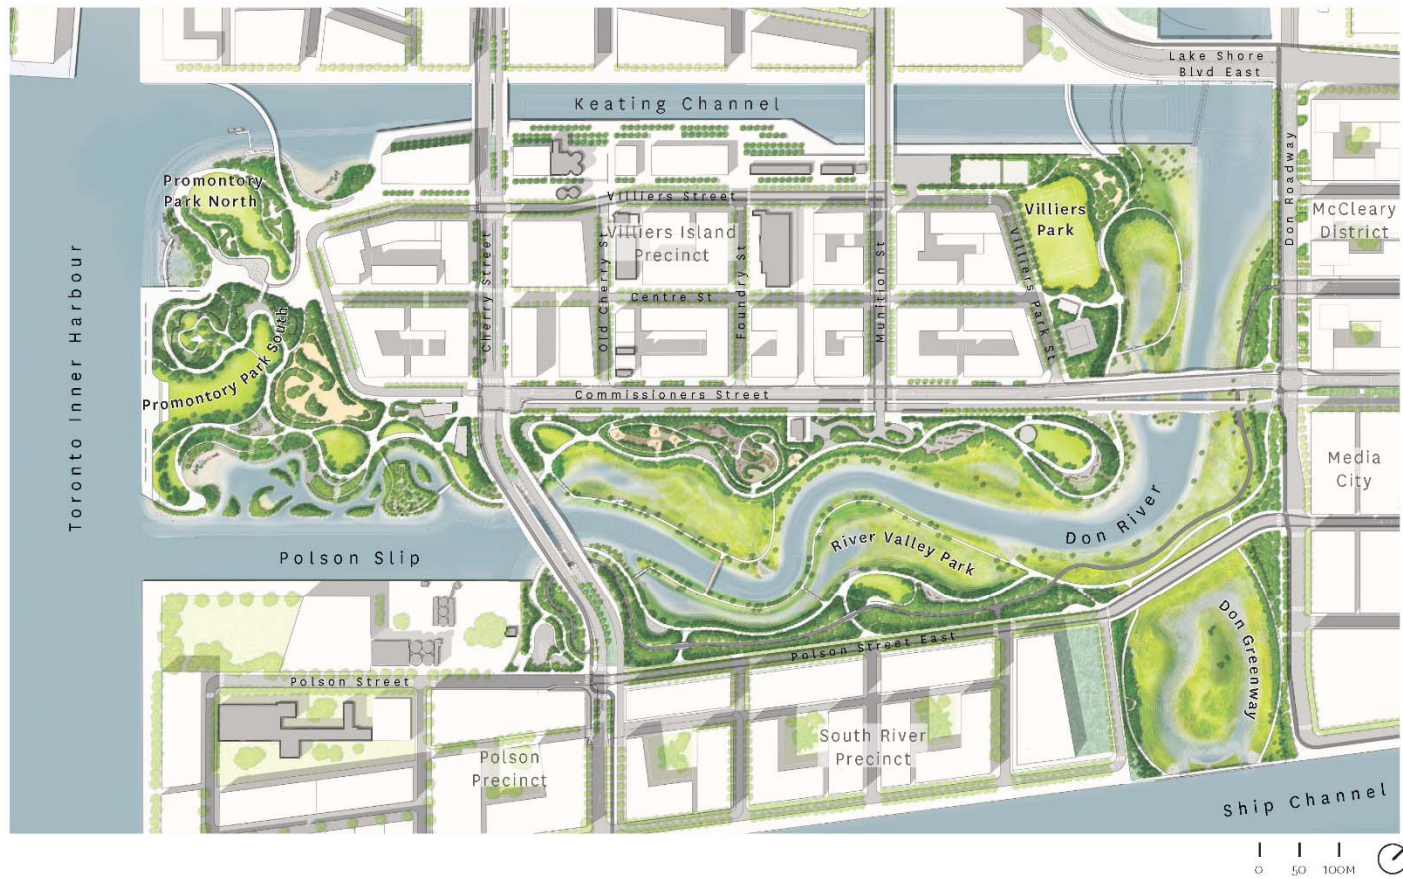 Lake Shore
Blvd East
Keating Channel
Don Roadway
Promontory
Park North
Villiers Street
Villiers
Park
McCleary
District
Villiers Island
Precinct
Toronto Inner Harbour
Cherry Street
Old Cherry St
Foundry St
Munition St
Villiers Park St
Centre St
Promontory Park South
Commissioners Street
Media
City
Don River
River Valley Park
Polson Slip
Don Greenway
Polson Street East
Polson Street
South River
Precinct
Polson
Precinct
Ship Channel
0 50 100M